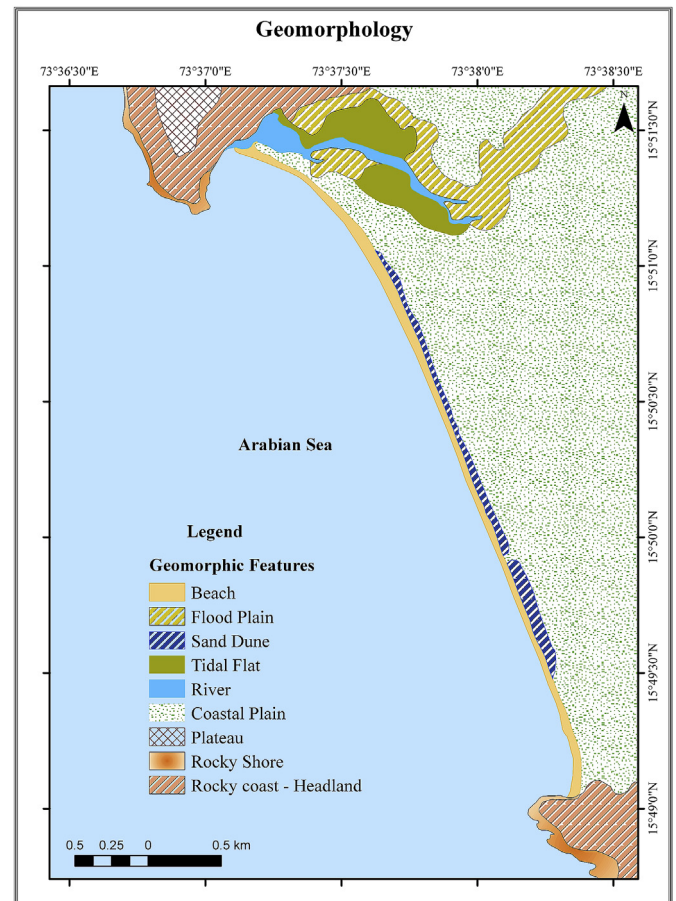 Geomorphology
73°36'30"E 73°37'0"E 73°37'30"E 73°38'0"E 73°38'30"E
N
15°51'30"N
15°51'0"N
15°50'30"N
Arabian Sea
15°50'0"N
Legend
Geomorphic Features
Beach
Flood Plain
Sand Dune
Tidal Flat
15°49'30"N
River
Coastal Plain
Plateau
Rocky Shore
Rocky coast - Headland
15°49'0"N
0.5 0.25 0 0.5 km